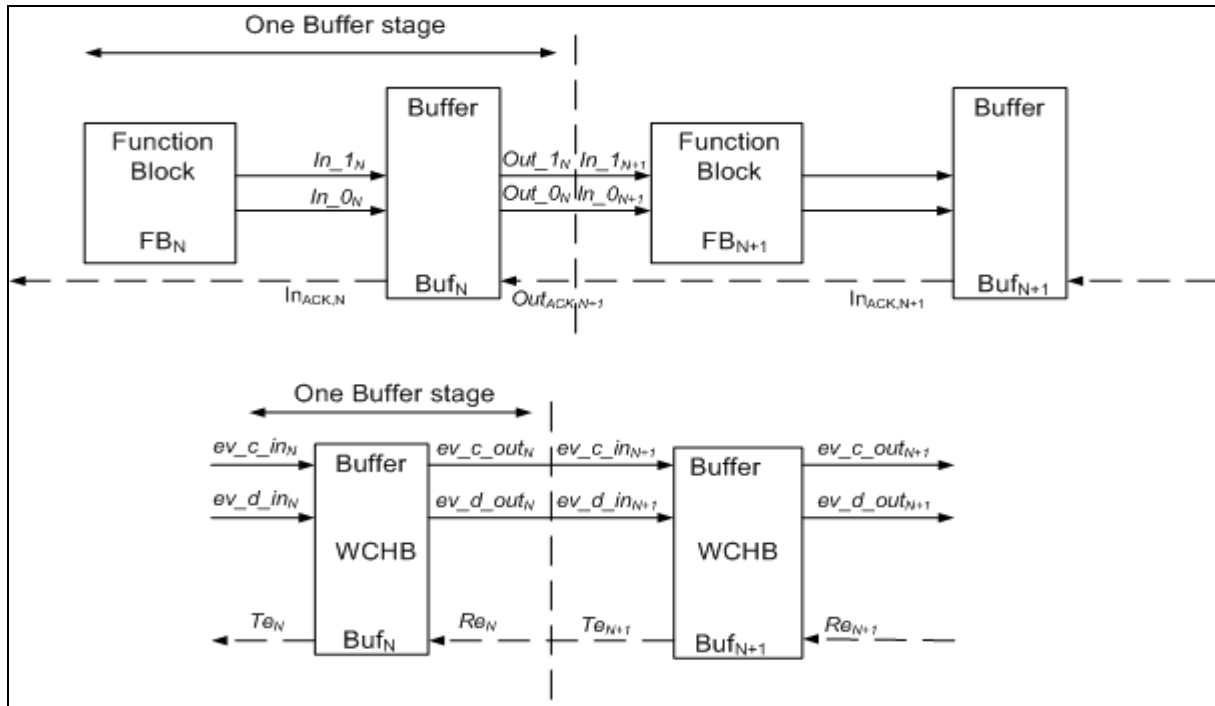 One Buffer stage
Buffer
Buffer
Function Block
Function Block
In_1N
Out_1N
In_1N+1
In_0N
Out_0N
In_0N+1
FBN
FBN+1
InACK,N
BufN
OutACK,N+1
InACK,N+1
BufN+1
One Buffer stage
ev_c_inN
Buffer
ev_c_outN
ev_c_inN+1
Buffer
ev_c_outN+1
ev_d_inN
ev_d_outN
ev_d_inN+1
ev_d_outN+1
WCHB
WCHB
TeN
BufN
ReN
TeN+1
BufN+1
ReN+1